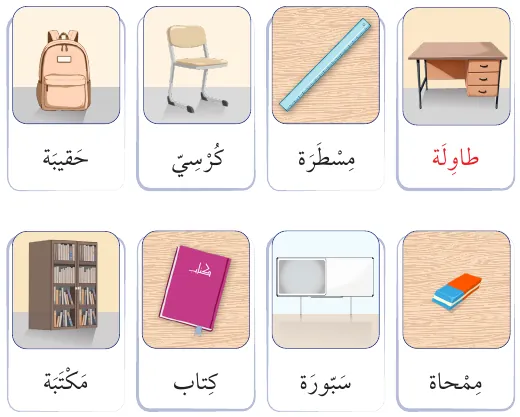 طاوِلَة
مِسْطَرَة
كُرْسِيّ
حَقيبَة
مِمْحاة
سَبّورَة
كِتاب
مَكْتَبَة